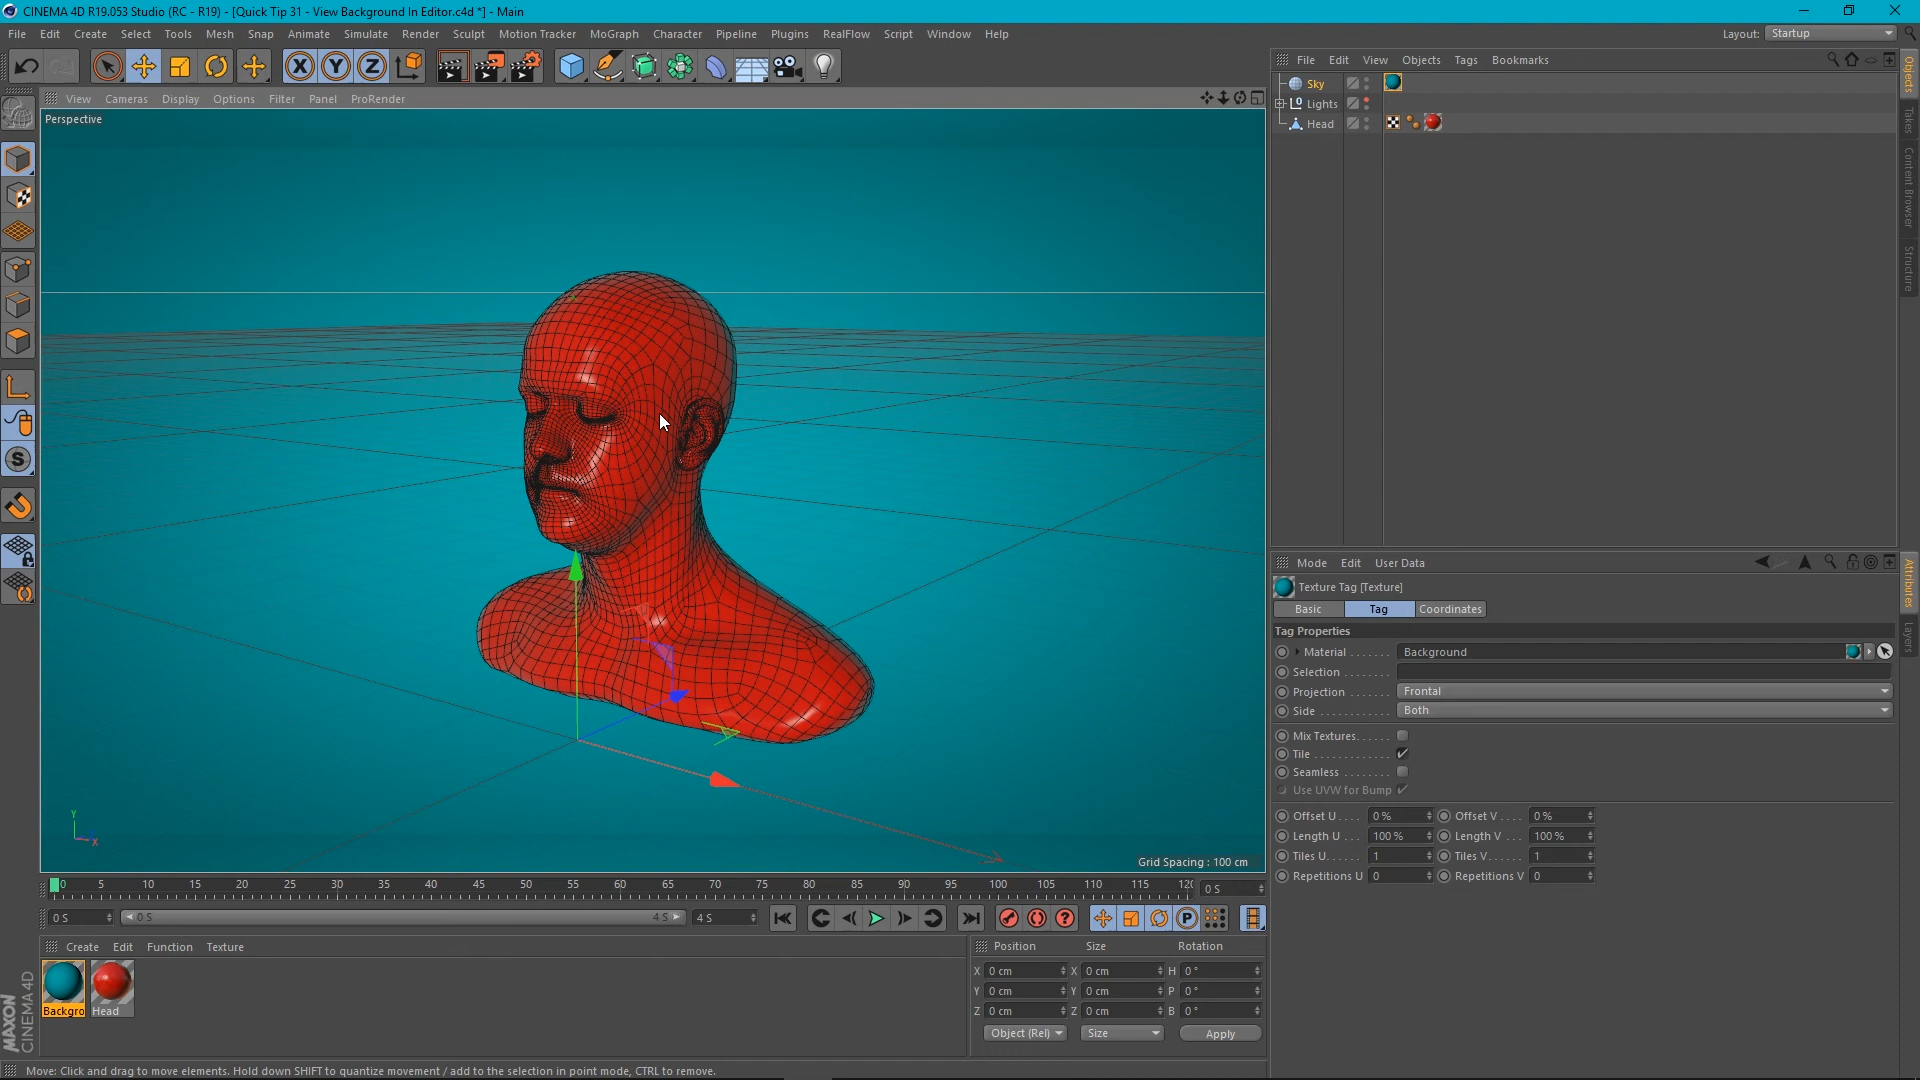 CINEMA 4D R19.053 Studio (RC - R19) - [Quick Tip 31 - View Background In Editor.c4d *] - Main
File Edit Create Select Tools Mesh Snap Animate Simulate Render Sculpt Motion Tracker MoGraph Character Pipeline Plugins RealFlow Script Window Help
Layout: Startup
X Y Z
File Edit View Objects Tags Bookmarks
Sky
Lights
Head
Objects
Takes
Content Browser
Structure
View Cameras Display Options Filter Panel ProRender
Perspective
S
Y
X
Grid Spacing : 100 cm
Mode Edit User Data
Texture Tag [Texture]
Basic Tag Coordinates
Tag Properties
Material ....... Background
Selection ........
Projection ....... Frontal
Side ............ Both
Mix Textures......
Tile ..............
Seamless ........
Use UVW for Bump
Offset U.... 0 % Offset V .... 0 %
Length U ... 100 % Length V ... 100 %
Tiles U...... 1 Tiles V...... 1
Repetitions U 0 Repetitions V 0
Attributes
Layers
0 5 10 15 20 25 30 35 40 45 50 55 60 65 70 75 80 85 90 95 100 105 110 115 120 0 S
0 S 0 S 4 S 4 S
P
Create Edit Function Texture
Backgro Head
Position Size Rotation
X 0 cm X 0 cm H 0 °
Y 0 cm Y 0 cm P 0 °
Z 0 cm Z 0 cm B 0 °
Object (Rel) Size Apply
MAXON
CINEMA 4D
Move: Click and drag to move elements. Hold down SHIFT to quantize movement / add to the selection in point mode, CTRL to remove.